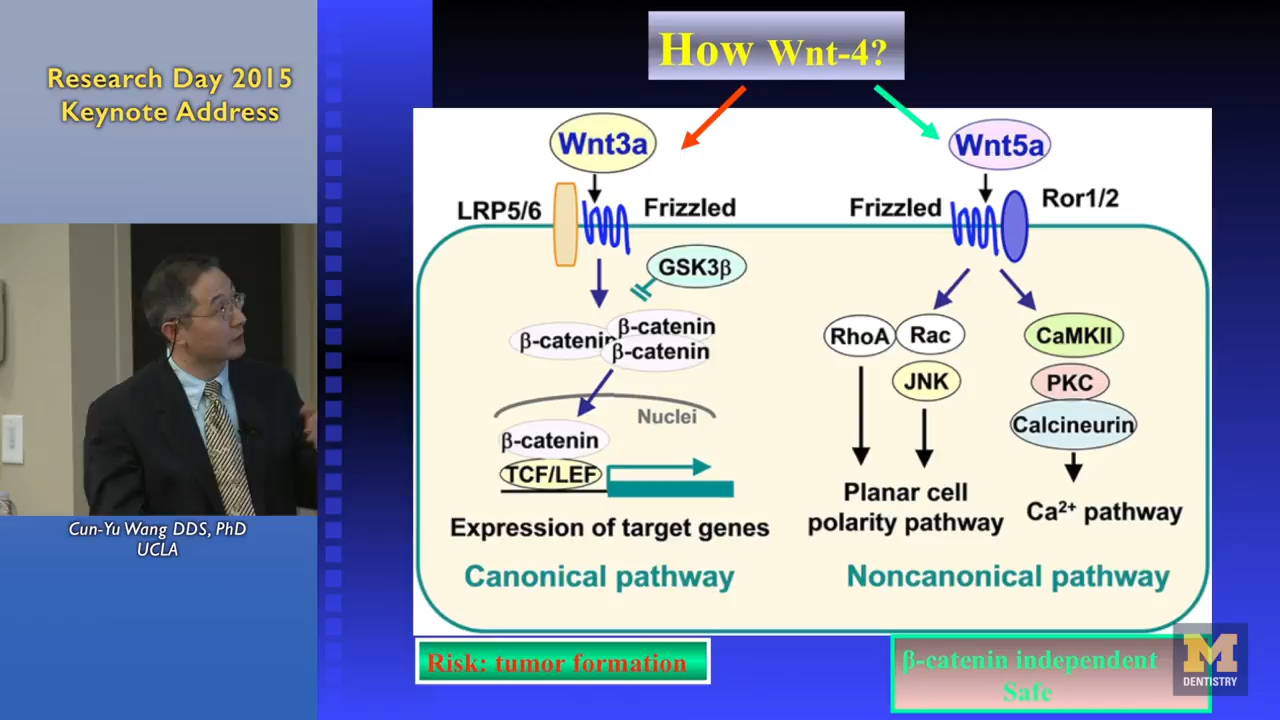 Research Day 2015
Keynote Address
Cun-Yu Wang DDS, PhD
UCLA
How Wnt-4?
Wnt3a
Wnt5a
LRP5/6
Frizzled
Frizzled
Ror1/2
GSK3β
β-catenin
β-catenin
β-catenin
RhoA
Rac
CaMKII
JNK
PKC
Calcineurin
Nuclei
β-catenin
TCF/LEF
Planar cell
polarity pathway
Ca²⁺ pathway
Expression of target genes
Canonical pathway
Noncanonical pathway
Risk: tumor formation
β-catenin independent
Safe
M
DENTISTRY